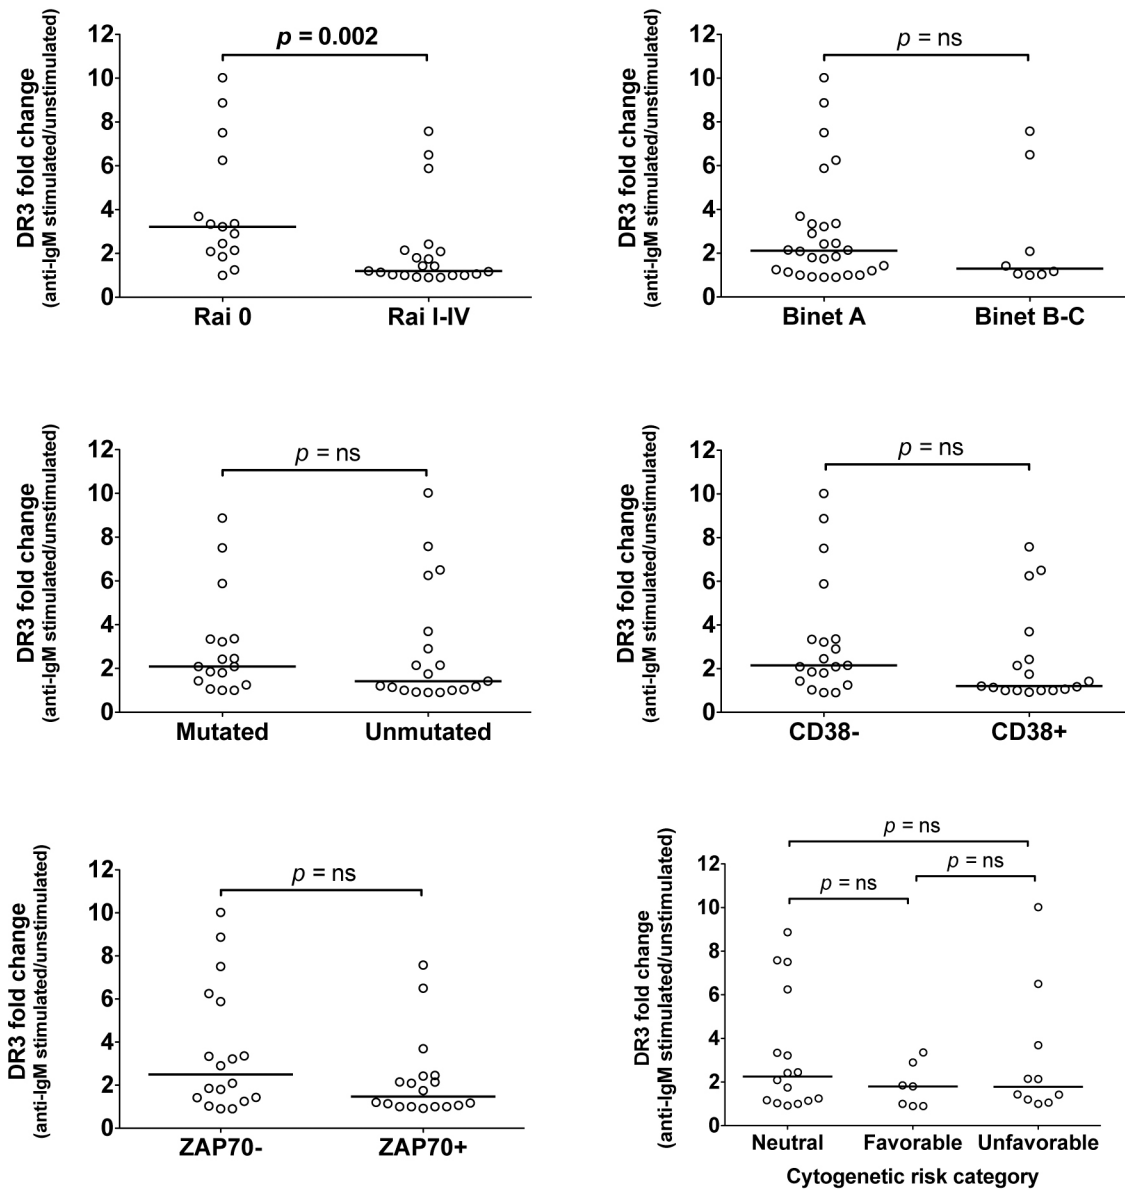 DR3 fold change
(anti-IgM stimulated/unstimulated)
12
10
8
6
4
2
0
p = 0.002
Rai 0 Rai I-IV
DR3 fold change
(anti-IgM stimulated/unstimulated)
12
10
8
6
4
2
0
p = ns
Binet A Binet B-C
DR3 fold change
(anti-IgM stimulated/unstimulated)
12
10
8
6
4
2
0
p = ns
Mutated Unmutated
DR3 fold change
(anti-IgM stimulated/unstimulated)
12
10
8
6
4
2
0
p = ns
CD38- CD38+
DR3 fold change
(anti-IgM stimulated/unstimulated)
12
10
8
6
4
2
0
p = ns
ZAP70- ZAP70+
DR3 fold change
(anti-IgM stimulated/unstimulated)
12
10
8
6
4
2
0
p = ns
p = ns
p = ns
Neutral Favorable Unfavorable
Cytogenetic risk category